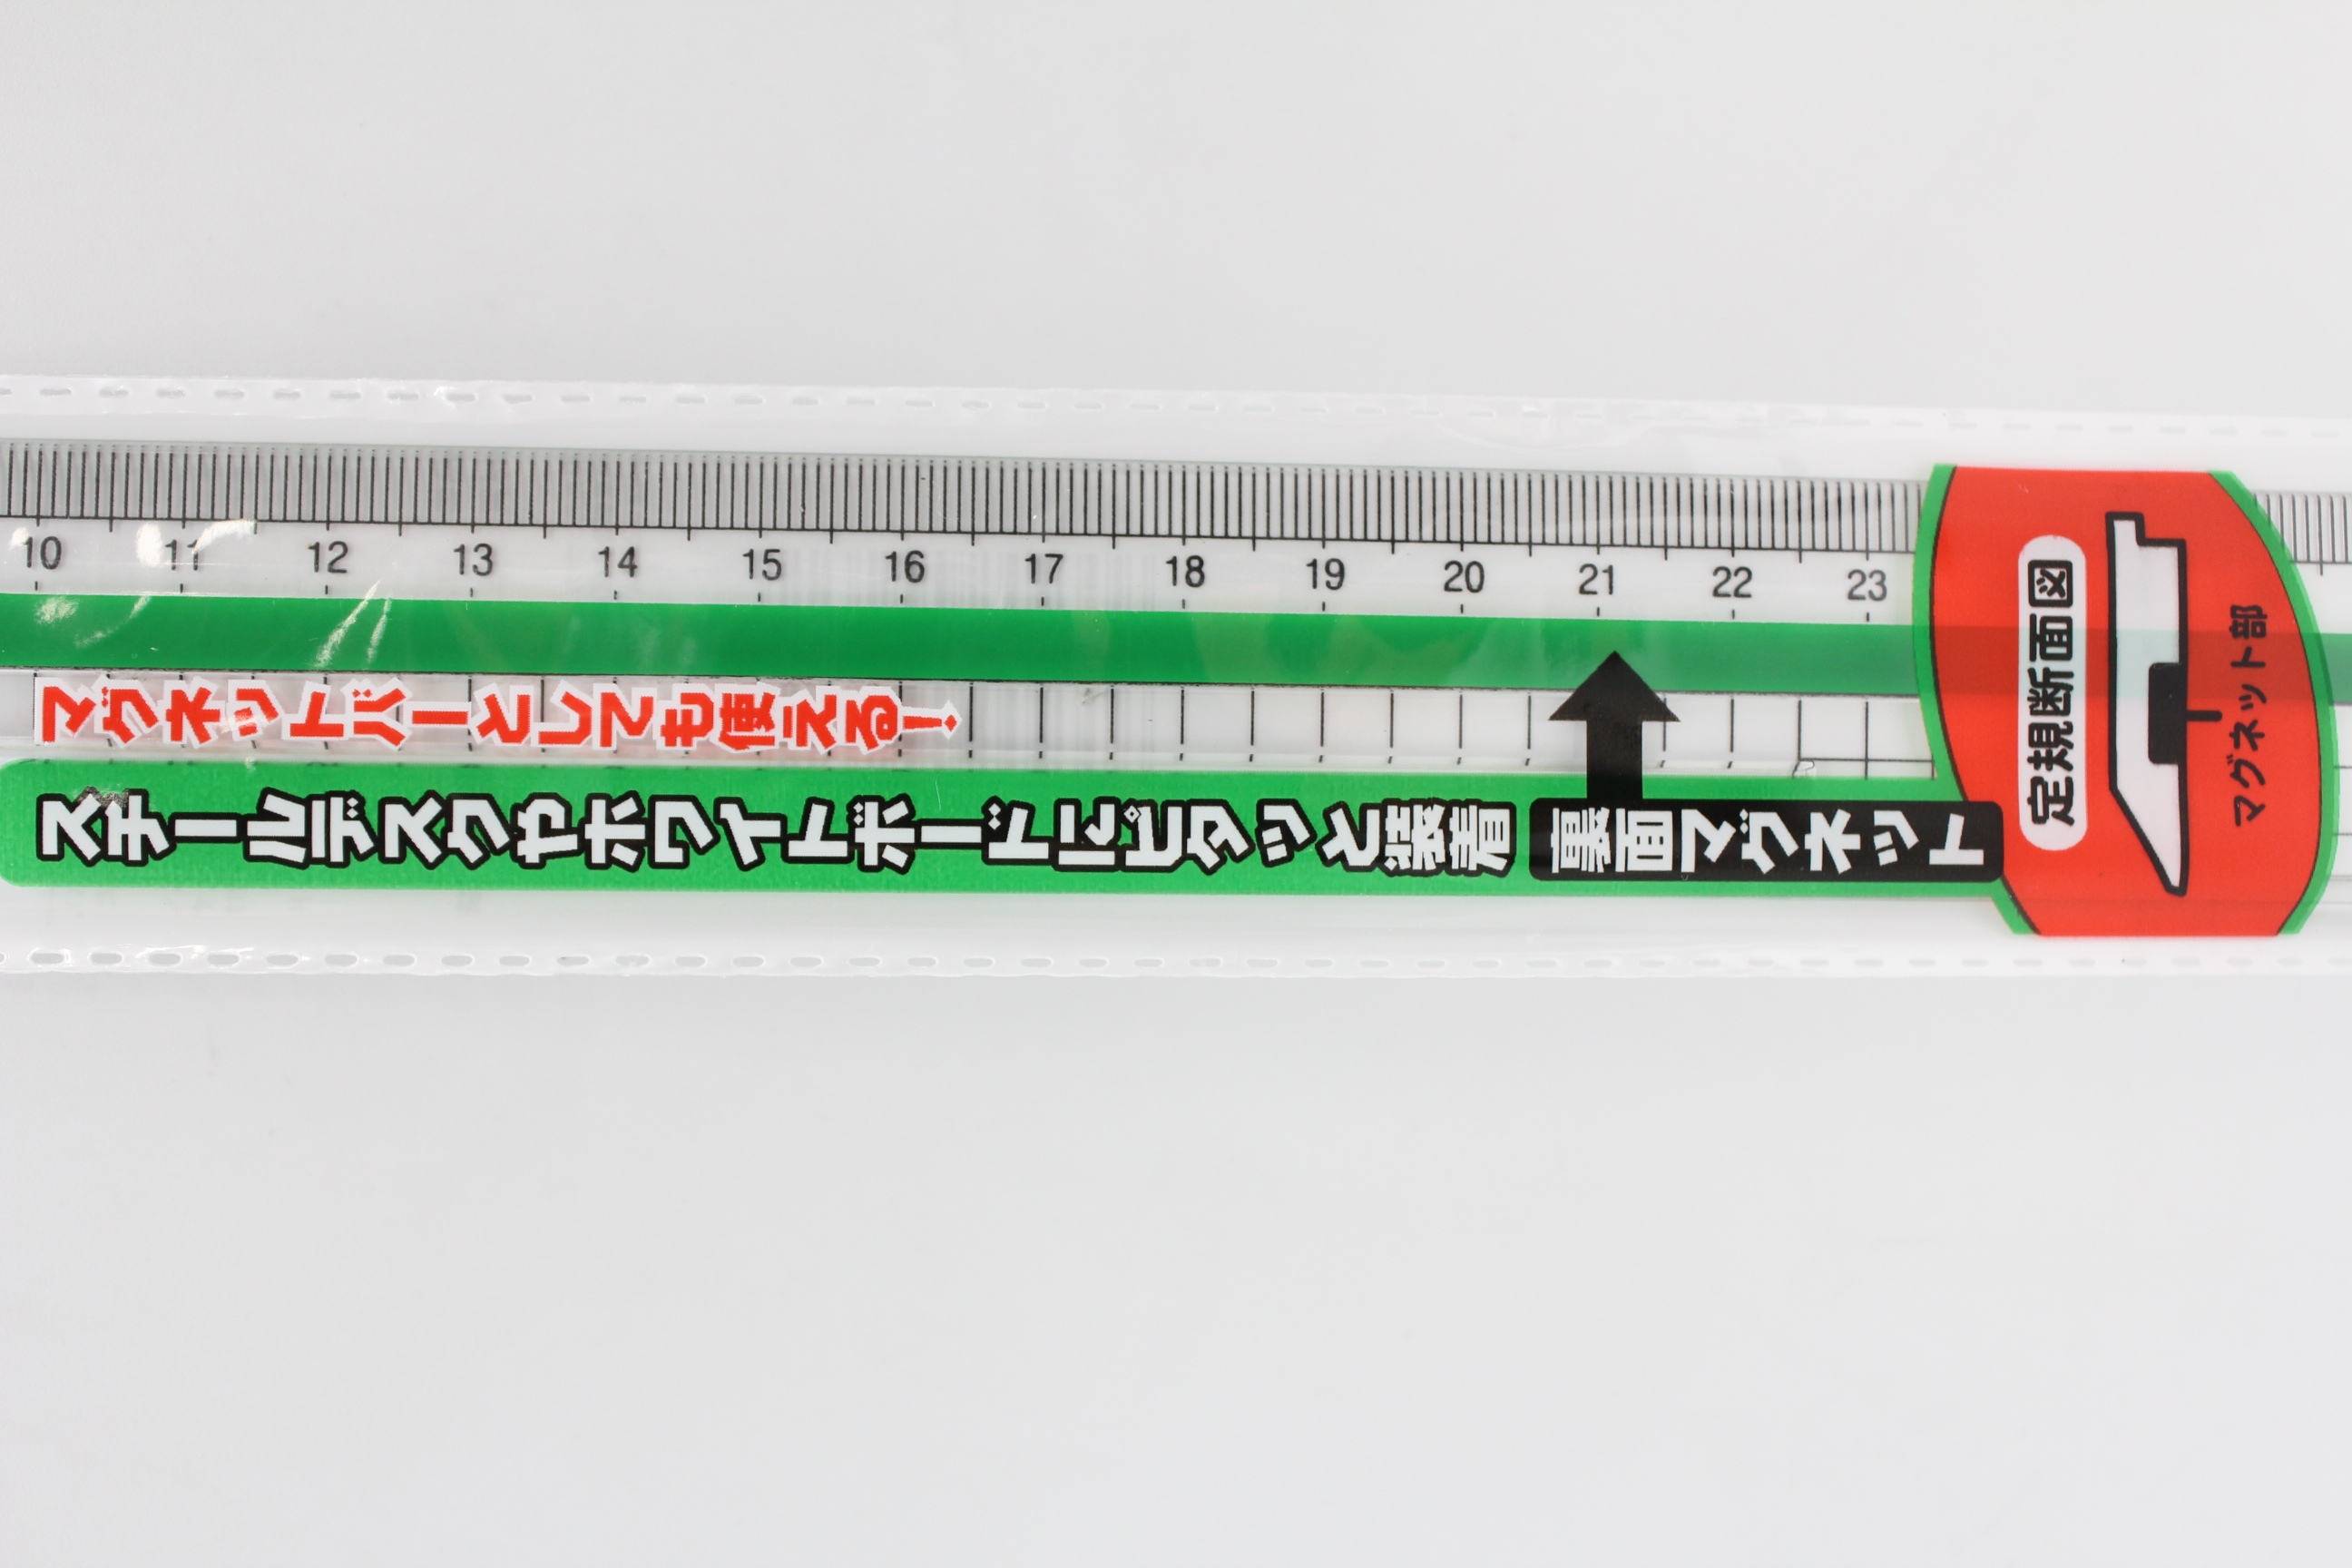 10 11 12 13 14 15 16 17 18 19 20 21 22 23
マグネットバーとしても使える!
スチールデスクやホワイトボードにピタッと装着
裏面マグネット
定規断面図
マグネット部